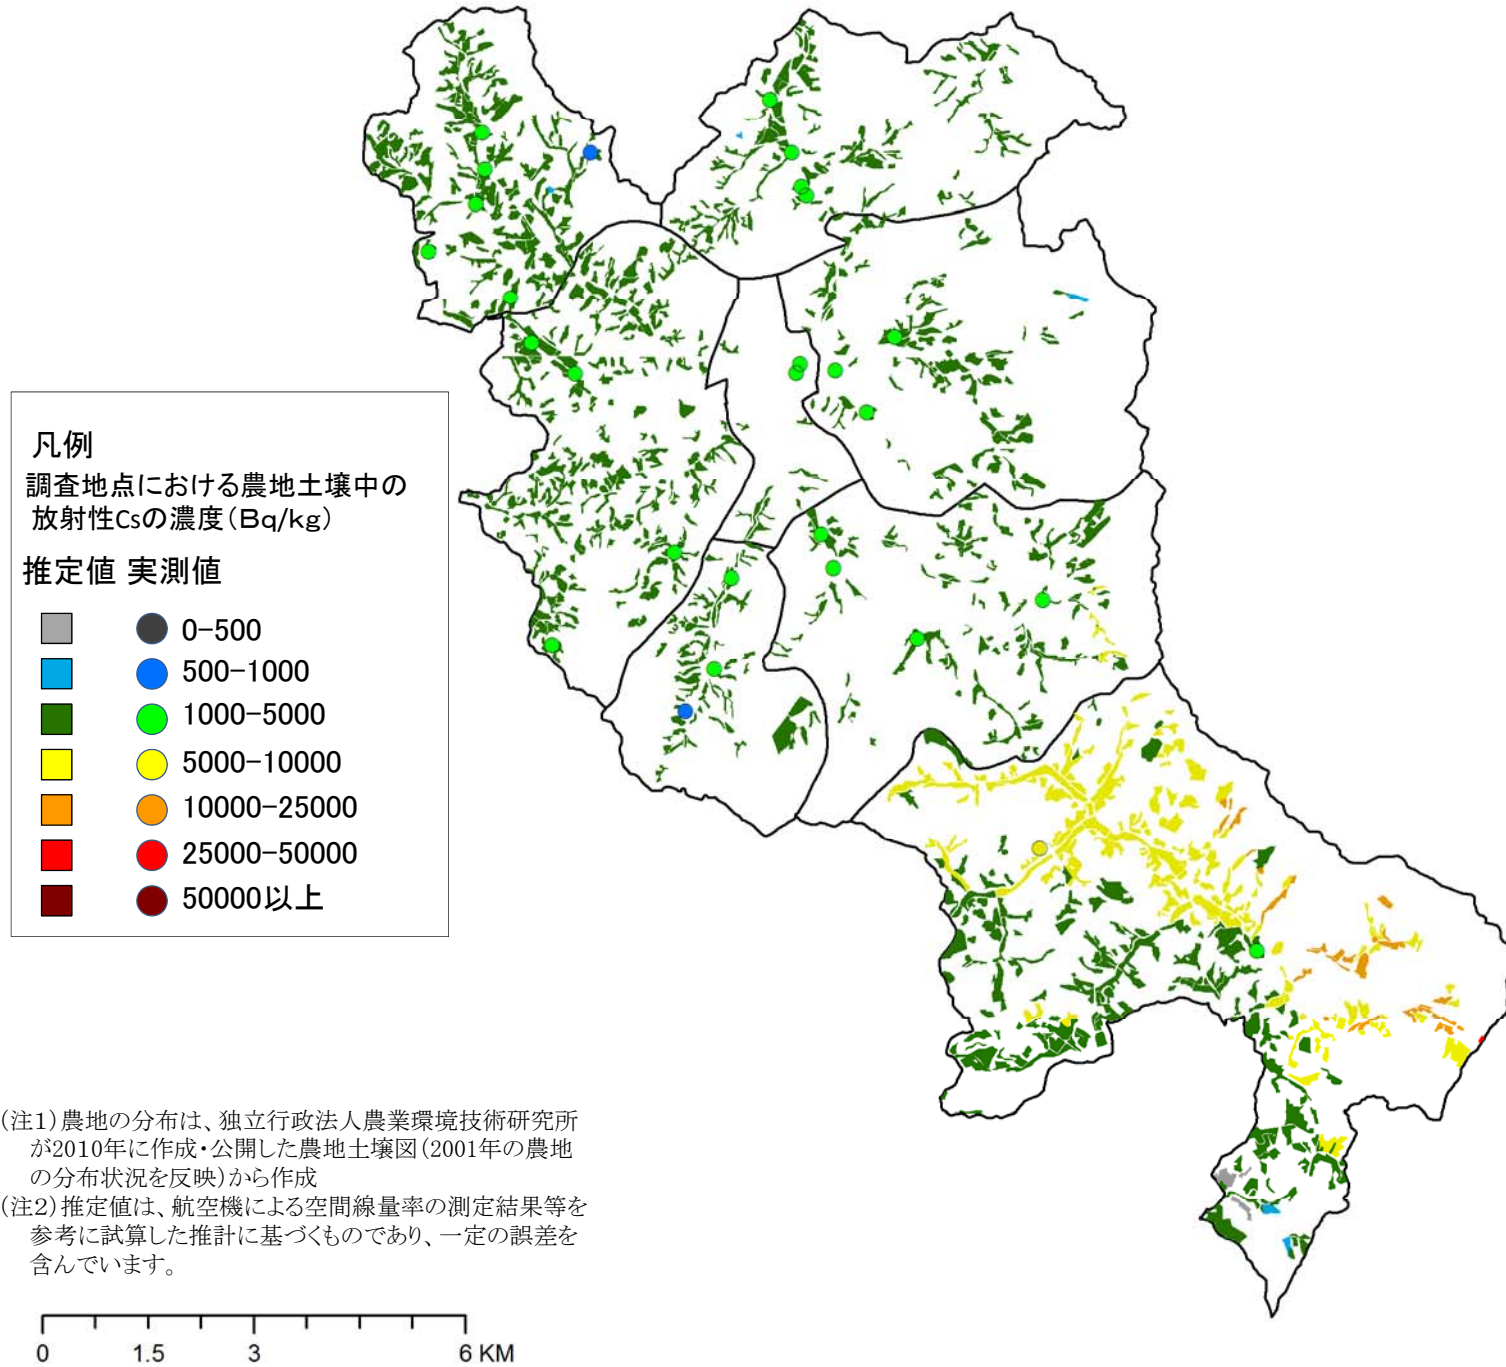 凡例
調査地点における農地土壌中の
放射性Csの濃度（Bq/kg）
推定値 実測値
0-500
500-1000
1000-5000
5000-10000
10000-25000
25000-50000
50000以上
(注1)農地の分布は、独立行政法人農業環境技術研究所
が2010年に作成・公開した農地土壌図(2001年の農地
の分布状況を反映)から作成
(注2)推定値は、航空機による空間線量率の測定結果等を
参考に試算した推計に基づくものであり、一定の誤差を
含んでいます。
0 1.5 3 6 KM